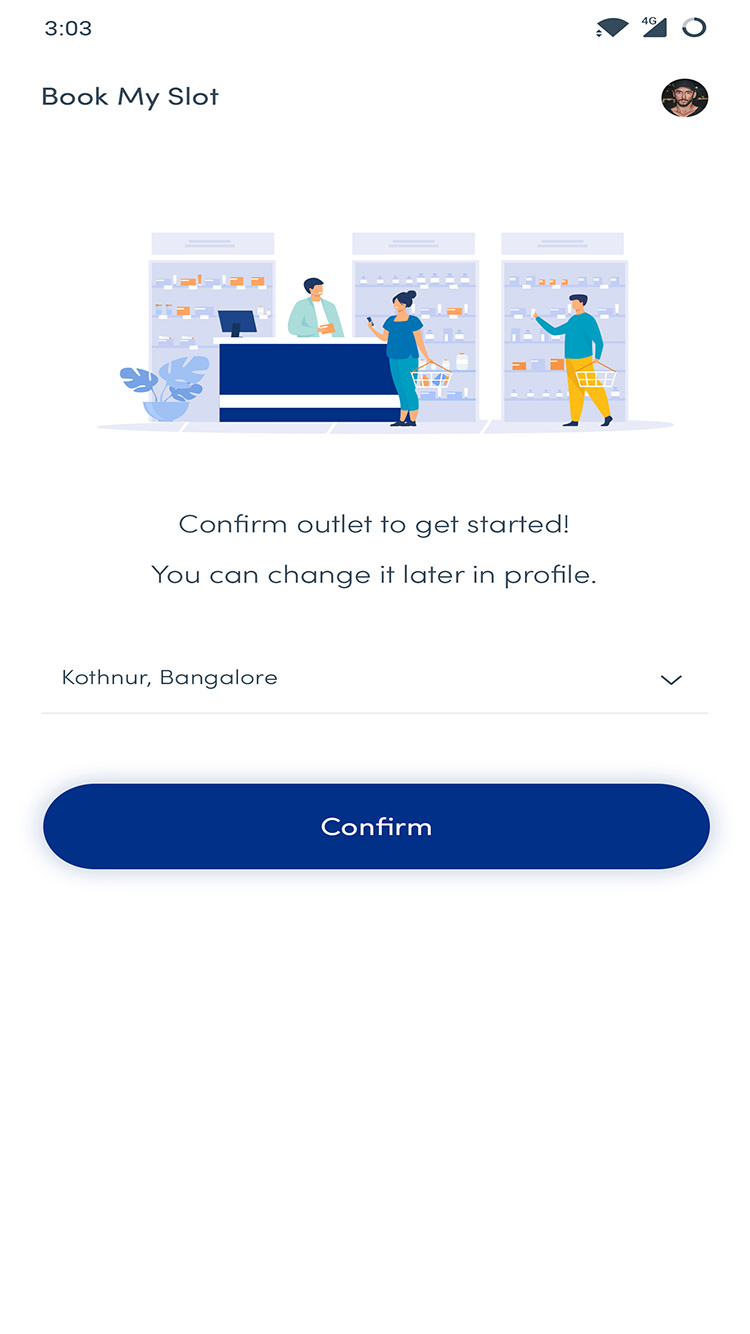 3:03
4G
Book My Slot
Confirm outlet to get started!
You can change it later in profile.
Kothnur, Bangalore
Confirm